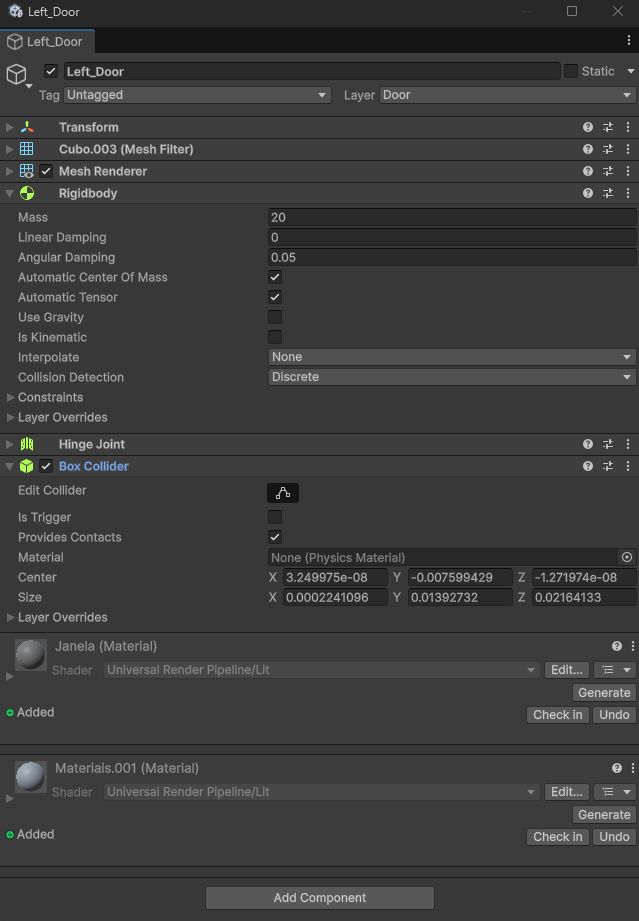 Left_Door
Left_Door
Left_Door Static
Tag Untagged Layer Door
Transform
Cubo.003 (Mesh Filter)
Mesh Renderer
Rigidbody
Mass 20
Linear Damping 0
Angular Damping 0.05
Automatic Center Of Mass
Automatic Tensor
Use Gravity
Is Kinematic
Interpolate None
Collision Detection Discrete
Constraints
Layer Overrides
Hinge Joint
Box Collider
Edit Collider
Is Trigger
Provides Contacts
Material None (Physics Material)
Center X 3.249975e-08 Y -0.007599429 Z -1.271974e-08
Size X 0.0002241096 Y 0.01392732 Z 0.02164133
Layer Overrides
Janela (Material)
Shader Universal Render Pipeline/Lit Edit...
Generate
Added Check in Undo
Materiais.001 (Material)
Shader Universal Render Pipeline/Lit Edit...
Generate
Added Check in Undo
Add Component